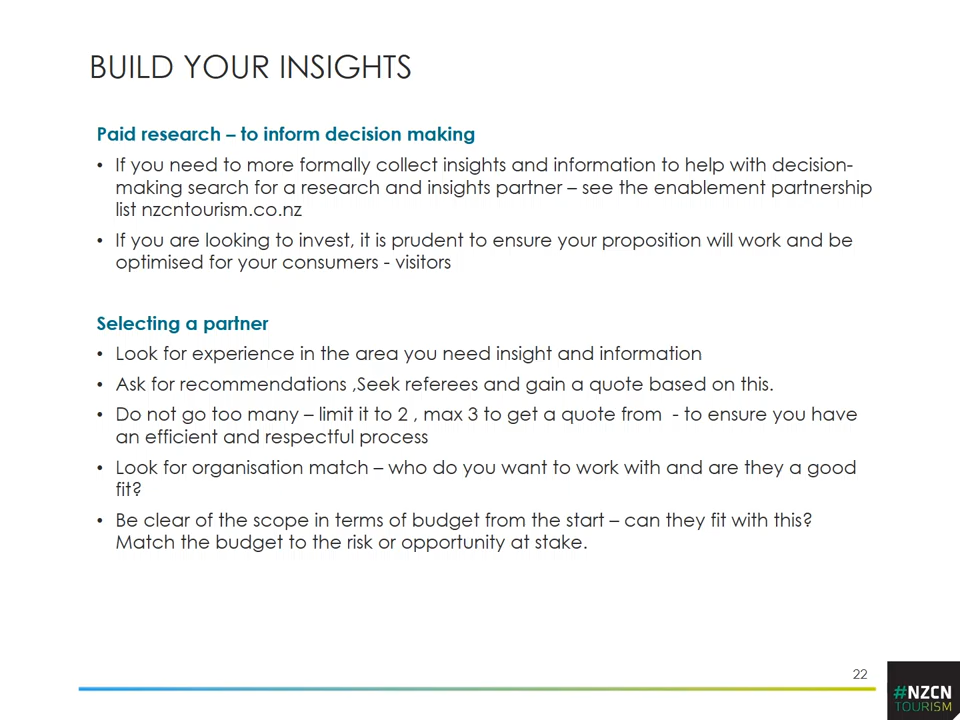 BUILD YOUR INSIGHTS
Paid research – to inform decision making
• If you need to more formally collect insights and information to help with decision-
making search for a research and insights partner – see the enablement partnership
list nzcntourism.co.nz
• If you are looking to invest, it is prudent to ensure your proposition will work and be
optimised for your consumers - visitors
Selecting a partner
• Look for experience in the area you need insight and information
• Ask for recommendations ,Seek referees and gain a quote based on this.
• Do not go too many – limit it to 2 , max 3 to get a quote from  - to ensure you have
an efficient and respectful process
• Look for organisation match – who do you want to work with and are they a good
fit?
• Be clear of the scope in terms of budget from the start – can they fit with this?
Match the budget to the risk or opportunity at stake.
22
#NZCN
TOURISM